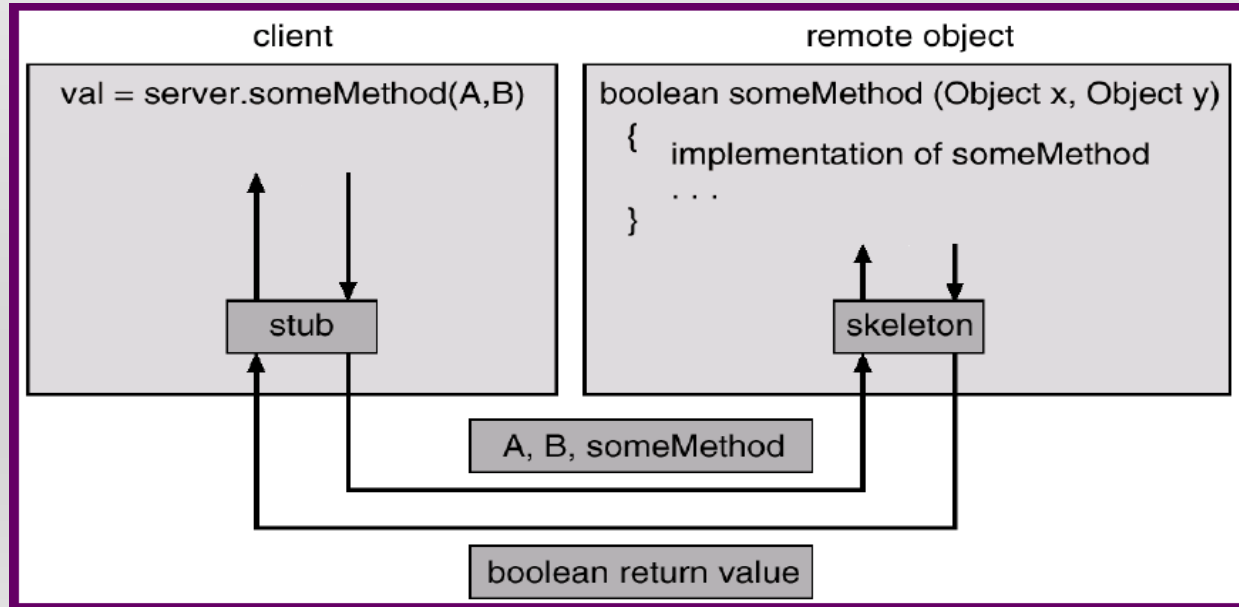 client
val = server.someMethod(A,B)
stub
remote object
boolean someMethod (Object x, Object y)
{
implementation of someMethod
. . .
}
skeleton
A, B, someMethod
boolean return value